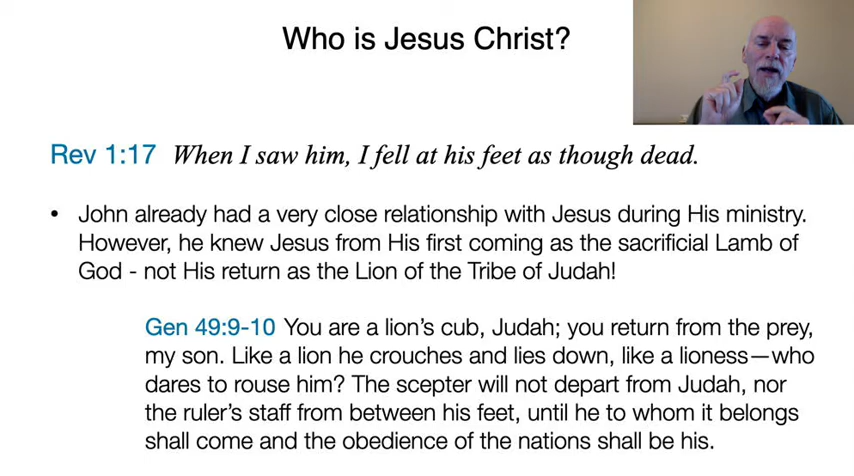 Who is Jesus Christ?
Rev 1:17 When I saw him, I fell at his feet as though dead.
• John already had a very close relationship with Jesus during His ministry.
However, he knew Jesus from His first coming as the sacrificial Lamb of
God - not His return as the Lion of the Tribe of Judah!
Gen 49:9-10 You are a lion's cub, Judah; you return from the prey,
my son. Like a lion he crouches and lies down, like a lioness—who
dares to rouse him? The scepter will not depart from Judah, nor
the ruler's staff from between his feet, until he to whom it belongs
shall come and the obedience of the nations shall be his.